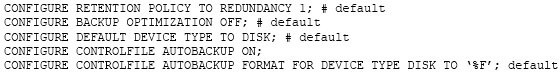 CONFIGURE RETENTION POLICY TO REDUNDANCY 1; # default
CONFIGURE BACKUP OPTIMIZATION OFF; # default
CONFIGURE DEFAULT DEVICE TYPE TO DISK; # default
CONFIGURE CONTROLFILE AUTOBACKUP ON;
CONFIGURE CONTROLFILE AUTOBACKUP FORMAT FOR DEVICE TYPE DISK TO ‘%F’; default